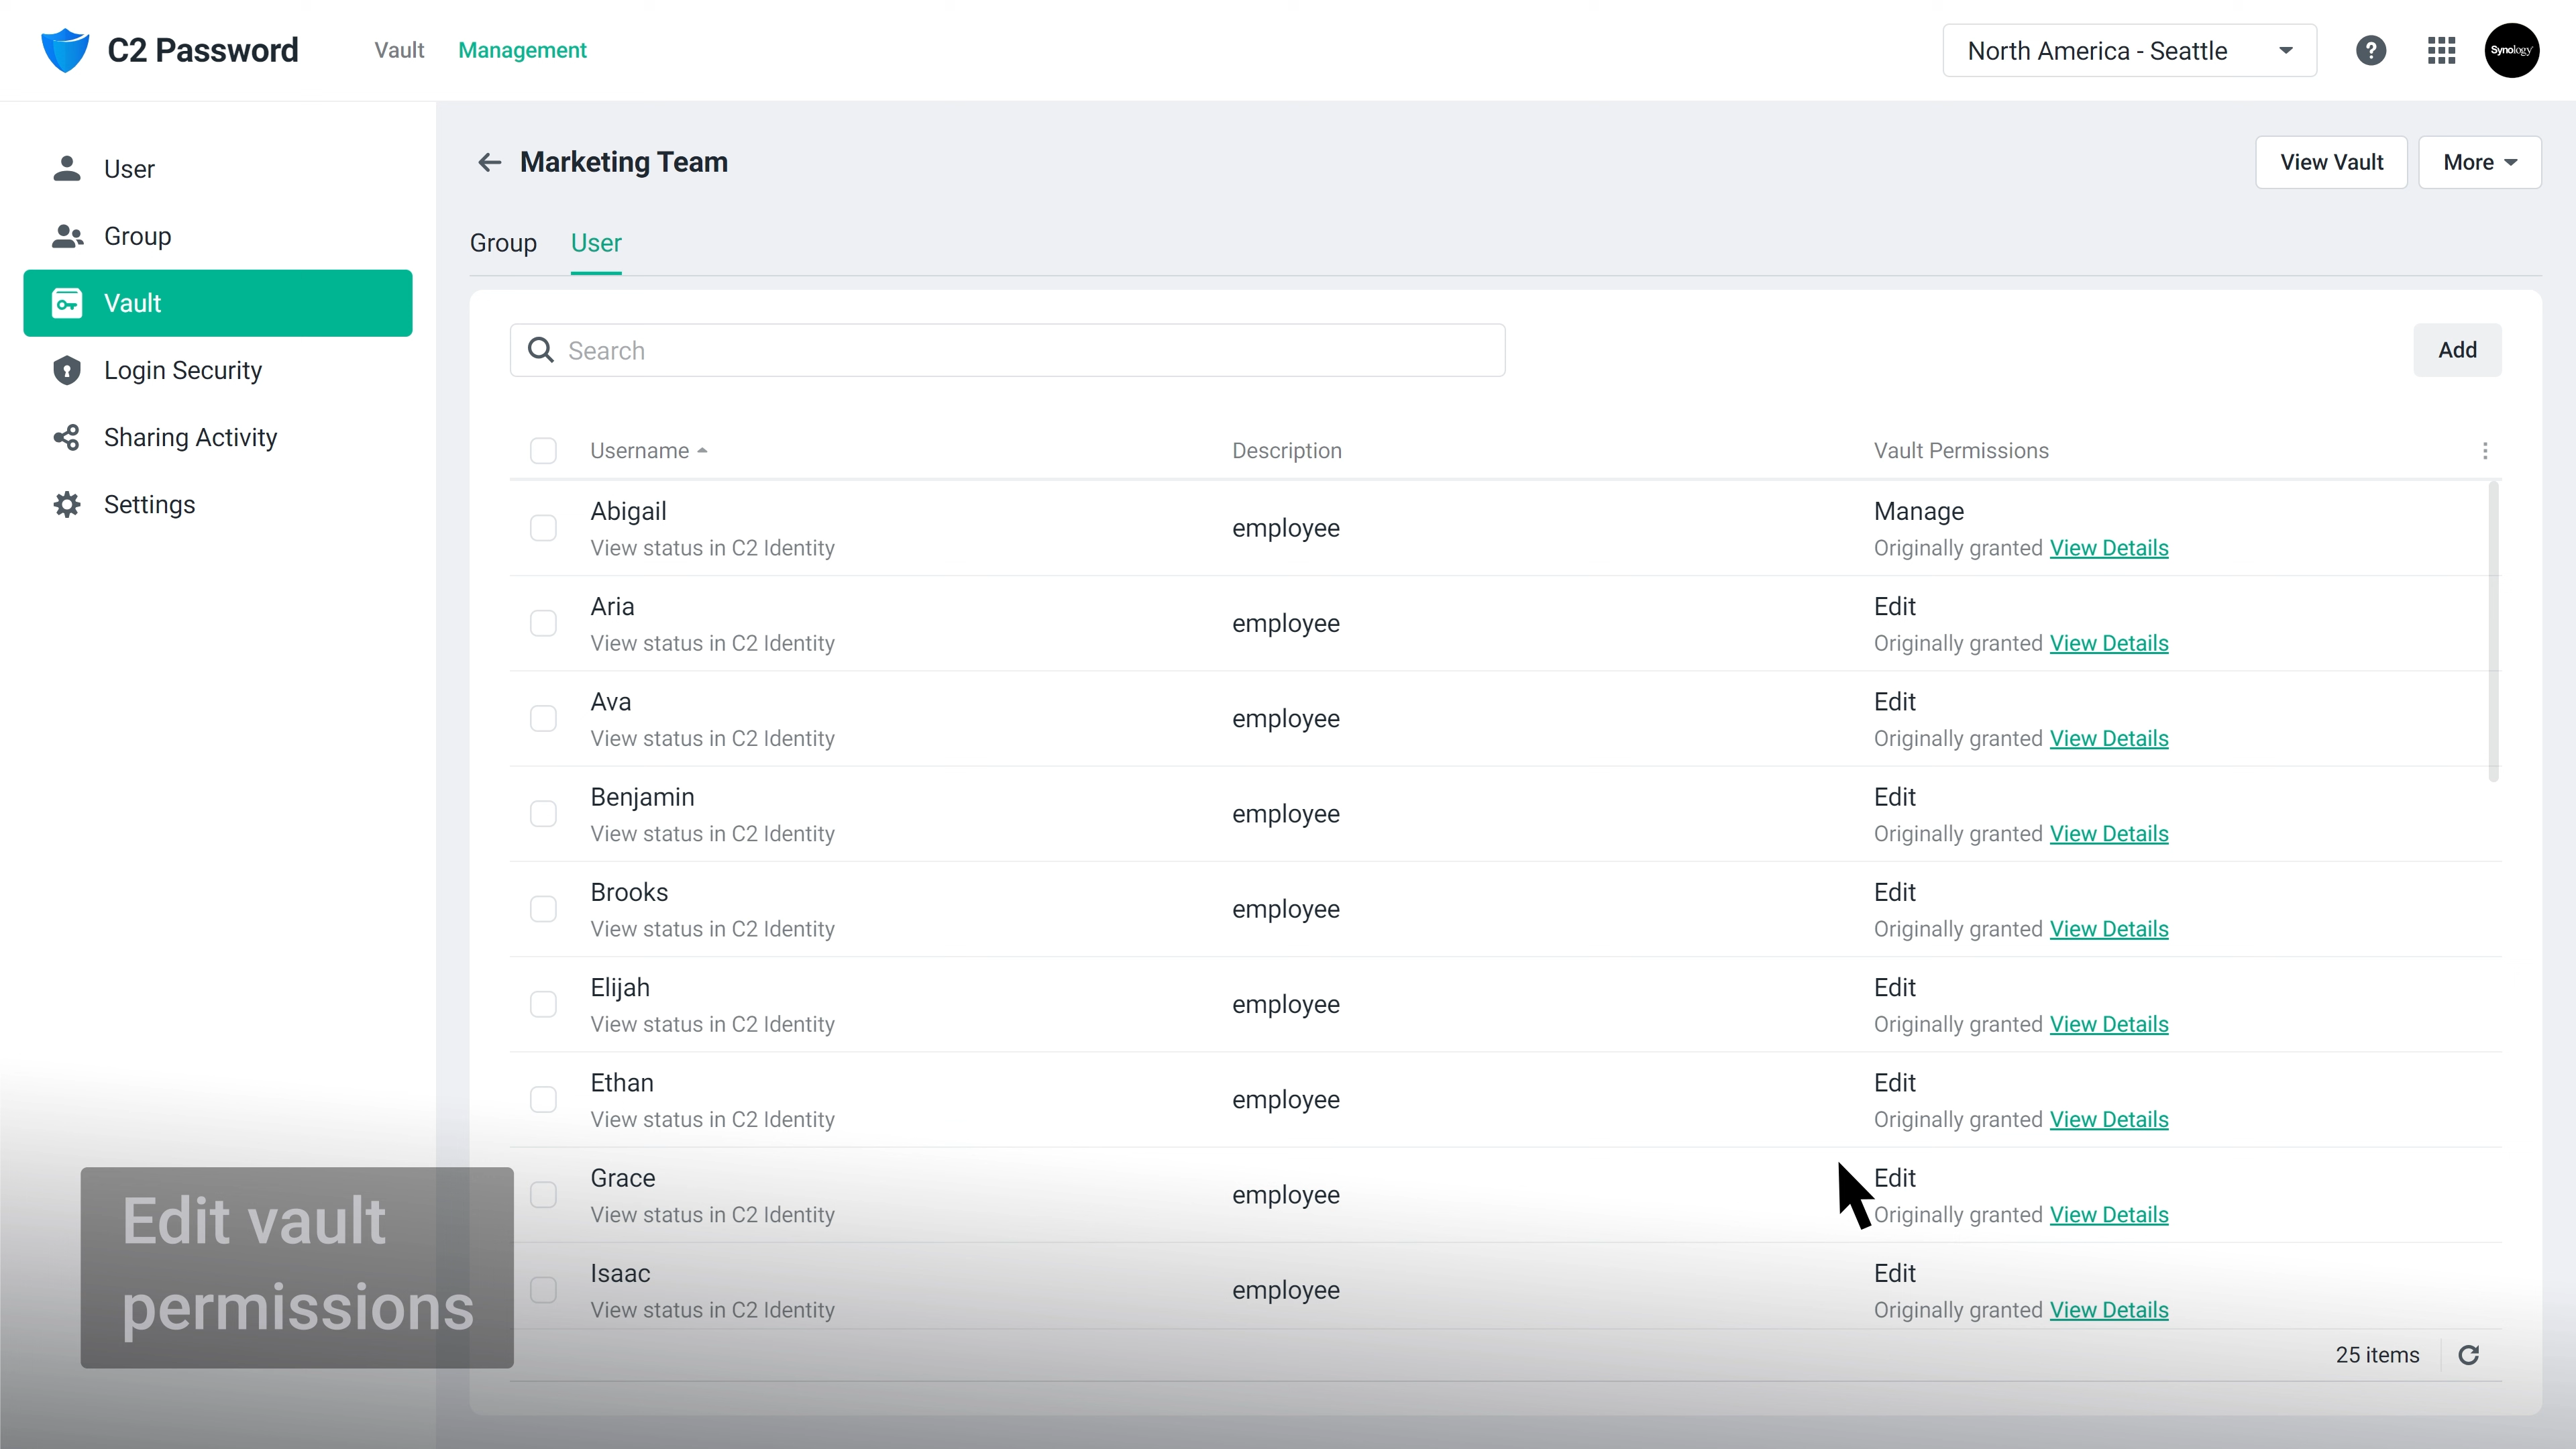 C2 Password
Vault
Management
North America - Seattle
Synology
User
Group
Vault
Login Security
Sharing Activity
Settings
Marketing Team
View Vault
More
Group
User
Search
Add
Username
Description
Vault Permissions
Abigail
View status in C2 Identity
employee
Manage
Originally granted View Details
Aria
View status in C2 Identity
employee
Edit
Originally granted View Details
Ava
View status in C2 Identity
employee
Edit
Originally granted View Details
Benjamin
View status in C2 Identity
employee
Edit
Originally granted View Details
Brooks
View status in C2 Identity
employee
Edit
Originally granted View Details
Elijah
View status in C2 Identity
employee
Edit
Originally granted View Details
Ethan
View status in C2 Identity
employee
Edit
Originally granted View Details
Grace
View status in C2 Identity
employee
Edit
Originally granted View Details
Isaac
View status in C2 Identity
employee
Edit
Originally granted View Details
Edit vault
permissions
25 items